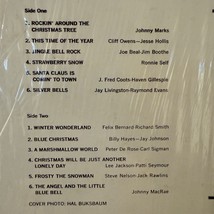 Side One
1. ROCKIN' AROUND THE
CHRISTMAS TREE Johnny Marks
2. THIS TIME OF THE YEAR Cliff Owens-Jesse Hollis
3. JINGLE BELL ROCK Joe Beal-Jim Boothe
4. STRAWBERRY SNOW Ronnie Self
5. SANTA CLAUS IS
COMIN' TO TOWN J. Fred Coots-Haven Gillespie
6. SILVER BELLS Jay Livingston-Raymond Evans
Side Two
1. WINTER WONDERLAND Felix Bernard Richard Smith
2. BLUE CHRISTMAS Billy Hayes-Jay Johnson
3. A MARSHMALLOW WORLD Peter De Rose-Carl Sigman
4. CHRISTMAS WILL BE JUST ANOTHER
LONELY DAY Lee Jackson-Patti Seymour
5. FROSTY THE SNOWMAN Steve Nelson-Jack Rawlins
6. THE ANGEL AND THE LITTLE
BLUE BELL Johnny MacRae
COVER PHOTO: HAL BUKSBAUM